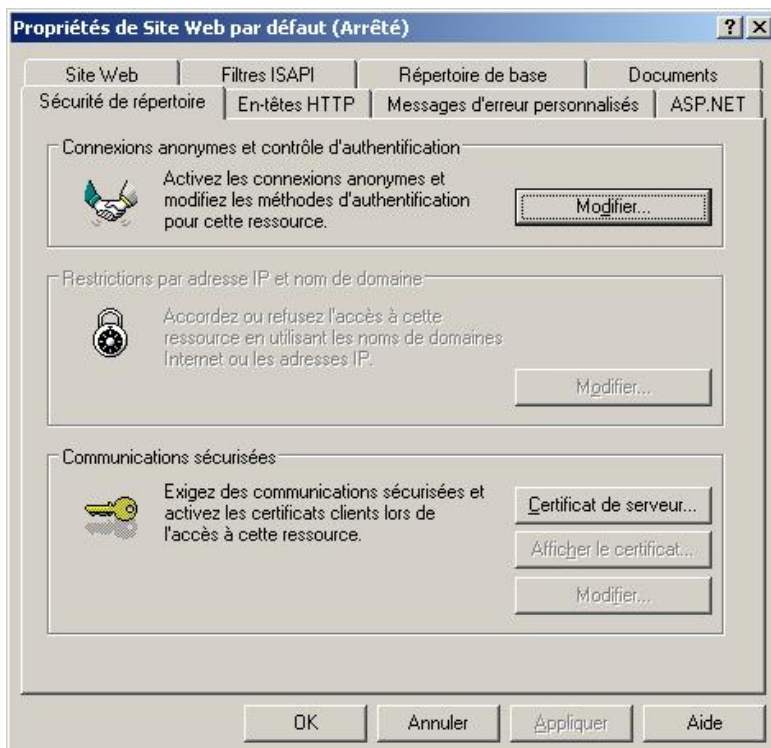 Propriétés de Site Web par défaut (Arrêté)
Site Web
Filtres ISAPI
Répertoire de base
Documents
Sécurité de répertoire
En-têtes HTTP
Messages d'erreur personnalisés
ASP.NET
Connexions anonymes et contrôle d'authentification
Activez les connexions anonymes et
modifiez les méthodes d'authentification
pour cette ressource.
Modifier...
Restrictions par adresse IP et nom de domaine
Accordez ou refusez l'accès à cette
ressource en utilisant les noms de domaines
Internet ou les adresses IP.
Modifier...
Communications sécurisées
Exigez des communications sécurisées et
activez les certificats clients lors de
l'accès à cette ressource.
Certificat de serveur...
Afficher le certificat...
Modifier...
OK
Annuler
Appliquer
Aide